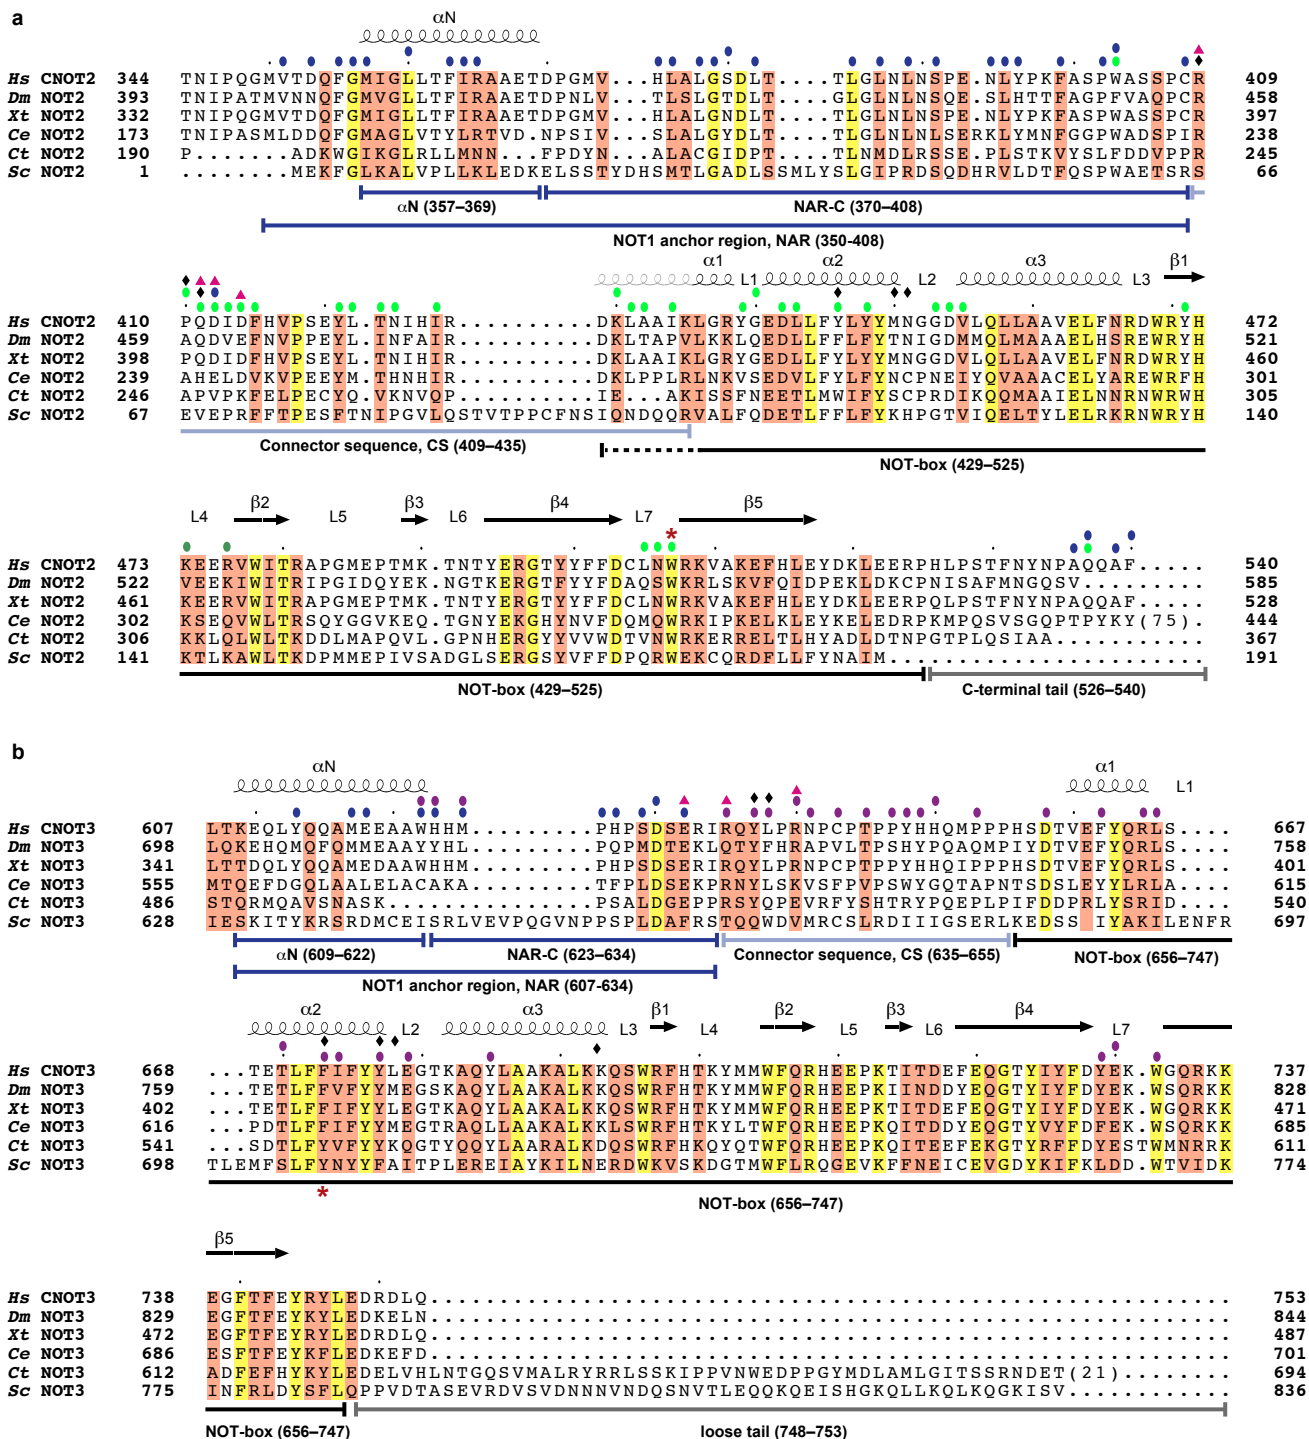 a
αN
Hs CNOT2 344 TNIPQGMVTDQFGMIGLLTFIRAAETDPGMV...HLALGSDLT....TLGLNLNSPE.NLYPKFASPWASSPCR 409
Dm NOT2 393 TNIPATMVNNQFGMVGLLTFIRAAETDPNLV...TLSLGTDLT....GLGLNLNSQE.SLHTTFAGPFVAQPCR 458
Xt NOT2 332 TNIPQGMVTDQFGMIGLLTFIRAAETDPGMV...HLALGSDLT....TLGLNLNSPE.NLYPKFASPWASSPCR 397
Ce NOT2 173 TNIPASMLDDQFGMAGLVTYLRTVD.NPSIV...SLALGYDLT....TLGLNLNLSERKLYMNFGGPWADSPIR 238
Ct NOT2 190 P.......ADKWGIKGLRLLMNN...FPDYN...ALACGIDPT....TLNMDLRSSE.PLSTKVYSLFDDVPPR 245
Sc NOT2 1 ........MEKFGLKALVPLLKLEDKELSSTYDHSMTLGADLSSMLYSLGIPRDSQDHRVLDTFQSPWAETSRS 66
αN (357–369) NAR-C (370–408)
NOT1 anchor region, NAR (350-408)
α1 L1 α2 L2 α3 L3 β1
Hs CNOT2 410 PQDIDFHVPSEYL.TNIHIR..........DKLAAIKLGRYGEDLLFYLYYMNGGDVLQLLAAVELFNRDWRYH 472
Dm NOT2 459 AQDVEFNVPPEYL.INFAIR..........DKLTAPVLKKLQEDLLFYLFYTNIGDMMQLMAAAELHSREWRYH 521
Xt NOT2 398 PQDIDFHVPSEYL.TNIHIR..........DKLAAIKLGRYGEDLLFYLYYMNGGDVLQLLAAVELFNRDWRYH 460
Ce NOT2 239 AHELDVKVPEEYM.THNHIR..........DKLPPLRLNKVSEDVLFYLFYNCPNEIYQVAAACELYAREWRFH 301
Ct NOT2 246 APVPKFELPECYQ.VKNVQP..........IE...AKISSFNEETLMWIFYSCPRDIKQQMAAIELNNRKWRWH 305
Sc NOT2 67 EVEPRFFTPESFTNIPGVLQSTVTPPCFNSIQNDQQRVALFQDETLFFLFYKHPGTVIQELTYLELRKRNWRYH 140
Connector sequence, CS (409–435) NOT-box (429–525)
L4 β2 L5 β3 L6 β4 L7 β5
*
Hs CNOT2 473 KEERVWITRAPGMEPTMK.TNTYERGTYYFFDCLNWRKVAKEFHLEYDKLEERPHLPSTFNYNPAQQAF..... 540
Dm NOT2 522 VEEKIWITRIPGIDQYEK.NGTKERGTFYYFDAQSWKRLSKVFQIDPEKLDKCPNISAFMNGQSV......... 585
Xt NOT2 461 KEERVWITRAPGMEPTMK.TNTYERGTYYFFDCLNWRKVAKEFHLEYDKLEERPQLPSTFNYNPAQQAF..... 528
Ce NOT2 302 KSEQVWLTRSQYGGVKEQ.TGNYEKGHYNVFDQMQWRKIPKELKLEYKELEDRPKMPQSVSGQPTPYKY(75). 444
Ct NOT2 306 KKLQLWLTKDDLMAPQVL.GPNHERGYYVVWDTVNWRKERRELTLHYADLDTNPGTPLQSIAA........... 367
Sc NOT2 141 KTLKAWLTKDPMMEPIVSADGLSERGSYVFFDPQRWEKCQRDFLLFYNAIM....................... 191
NOT-box (429–525) C-terminal tail (526–540)
b
αN α1 L1
Hs CNOT3 607 LTKEQLYQQAMEEAAWHHM.........PHPSDSERIRQYLPRNPCPTPPYHHQMPPPHSDTVEFYQRLS.... 667
Dm NOT3 698 LQKEHQMQFQMMEAAYYHL.........PQPMDTEKLQTYFHRAPVLTPSHYPQAQMPIYDTVEFYQRLS.... 758
Xt NOT3 341 LTTDQLYQQAMEDAAWHHM.........PHPSDSERIRQYLPRNPCPTPPYHHQIPPPHSDTVEFYQRLS.... 401
Ce NOT3 555 MTQEFDGQLAALELACAKA.........TFPLDSEKPRNYLSKVSFPVPSWYGQTAPNTSDSLEYYLRLA.... 615
Ct NOT3 486 STQRMQAVSNASK...............PSALDGEPPRSYQPEVRFYSHTRYPQEPLPIFDDPRLYSRID.... 540
Sc NOT3 628 IESKITYKRSRDMCEISRLVEVPQGVNPPSPLDAFRSTQQWDVMRCSLRDIIIGSERLKEDSS.IYAKILENFR 697
αN (609–622) NAR-C (623–634) Connector sequence, CS (635–655) NOT-box (656–747)
NOT1 anchor region, NAR (607-634)
α2 L2 α3 L3 β1 L4 β2 L5 β3 L6 β4 L7
Hs CNOT3 668 ...TETLFFIFYYLEGTKAQYLAAKALKKQSWRFHTKYMMWFQRHEEPKTITDEFEQGTYIYFDYEK.WGQRKK 737
Dm NOT3 759 ...TETLFFVFYYMEGSKAQYLAAKALKKQSWRFHTKYMMWFQRHEEPKIINDDYEQGTYIYFDYEK.WSQRKK 828
Xt NOT3 402 ...TETLFFIFYYLEGTKAQYLAAKALKKQSWRFHTKYMMWFQRHEEPKTITDEFEQGTYIYFDYEK.WGQRKK 471
Ce NOT3 616 ...PDTLFFIFYYMEGTRAQLLAAKALKKLSWRFHTKYLTWFQRHEEPKQITDDYEQGTYVYFDFEK.WSQRKK 685
Ct NOT3 541 ...SDTLFYVFYYKQGTYQQYLAAKALKDQSWRFHKQYQTWFQRHEEPKQITEEFEKGTYRFFDYESTWMNRRK 611
Sc NOT3 698 TLEMFSLFYNYYFAITPLEREIAYKILNERDWKVSKDGTMWFLRQGEVKFFNEICEVGDYKIFKLDD.WTVIDK 774
*
NOT-box (656–747)
β5
Hs CNOT3 738 EGFTFEYRYLEDRDLQ.......................................................... 753
Dm NOT3 829 EGFTFEYKYLEDKELN.......................................................... 844
Xt NOT3 472 EGFTFEYRYLEDRDLQ.......................................................... 487
Ce NOT3 686 ESFTFEYKFLEDKEFD.......................................................... 701
Ct NOT3 612 ADFEFHYKYLEDELVHLNTGQSVMALRYRRLSSKIPPVNWEDPPGYMDLAMLGITSSRNDET(21)........ 694
Sc NOT3 775 INFRLDYSFLQPPVDTASEVRDVSVDNNNVNDQSNVTLEQQKQEISHGKQLLKQLKQGKISV............ 836
NOT-box (656–747) loose tail (748–753)